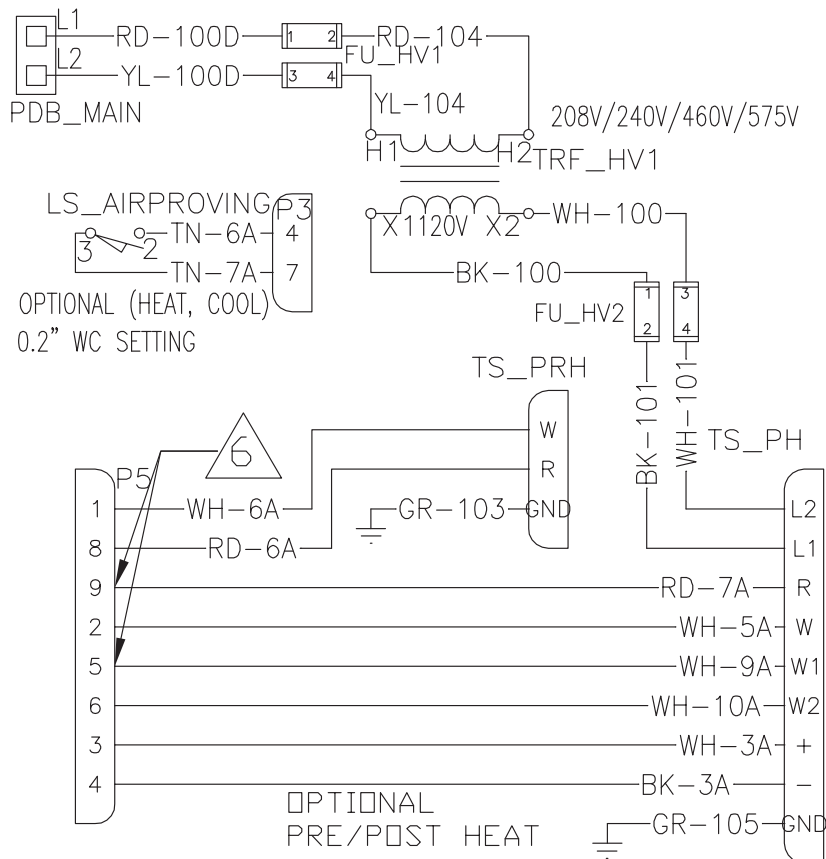 L1
RD-100D
1 2
RD-104
L2
FU_HV1
YL-100D
3 4
PDB_MAIN
YL-104
208V/240V/460V/575V
H1
H2
TRF_HV1
LS_AIRPROVING
P3
3
2
TN-6A
4
TN-7A
7
X1
120V
X2
WH-100
BK-100
OPTIONAL (HEAT, COOL)
0.2" WC SETTING
FU_HV2
1
2
3
4
TS_PRH
BK-101
WH-101
TS_PH
W
R
GND
6
P5
1
WH-6A
GR-103
L2
8
RD-6A
L1
9
RD-7A
R
2
WH-5A
W
5
WH-9A
W1
6
WH-10A
W2
3
WH-3A
+
4
BK-3A
-
OPTIONAL
PRE/POST HEAT
GR-105
GND